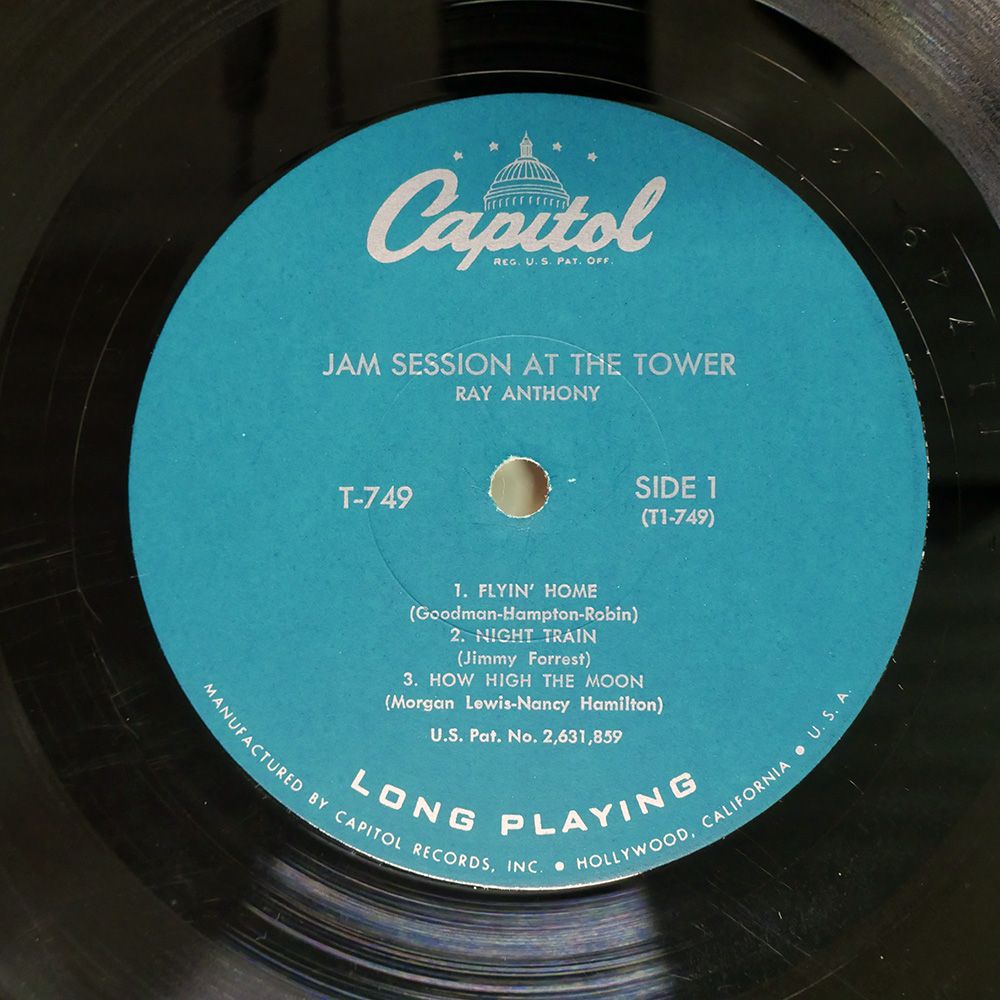 Capitol
REG. U.S. PAT. OFF.
JAM SESSION AT THE TOWER
RAY ANTHONY
T-749
SIDE 1
(T1-749)
1. FLYIN' HOME
(Goodman-Hampton-Robin)
2. NIGHT TRAIN
(Jimmy Forrest)
3. HOW HIGH THE MOON
(Morgan Lewis-Nancy Hamilton)
U.S. Pat. No. 2,631,859
LONG PLAYING
MANUFACTURED BY CAPITOL RECORDS, INC. • HOLLYWOOD, CALIFORNIA • U.S.A.